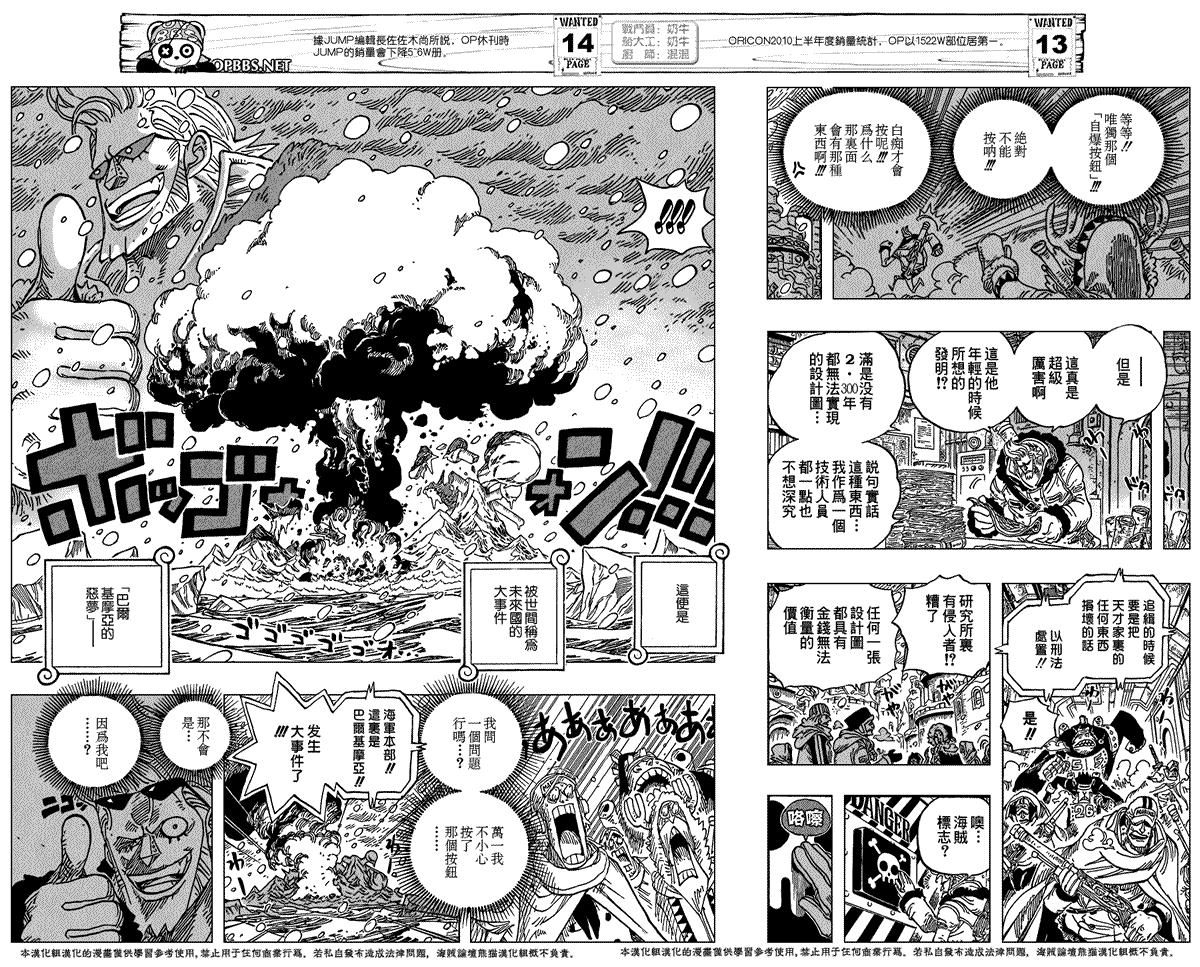 據JUMP編輯長佐佐木尚所說，OP休刊時
JUMP的銷量會下降5~6W冊。
OPBBS.NET
WANTED
14
PAGE
戰鬥員：奶牛
船大工：奶牛
廚　師：混混
ORICON2010上半年度銷量統計，OP以1522W部位居第一。
WANTED
13
PAGE
等等!!
唯獨那個
「自爆按鈕」!!!
絕對
不能
按吶!!!
白痴才會
按呢!!!
爲什么
那裏面
會有那種
東西啊!!!
但是——
這真是
超級
厲害啊
這是他
年輕的時候
所想的
發明!?
滿是没有
2・300年
都無法實現
的設計圖…
説句實話
這種東西…
我作爲一個
技術人員
都一點也
不想深究
追緝的時候
要是把
天才家裏的
任何東西
損壞的話
以刑法
處置!!
是!!
研究所裏
有侵入者!?
糟了
任何一張
設計圖
都具有
金錢無法
衡量的
價值
DANGER
噢…
海賊
標志?
咯嚓
!!!!
ボッゴォォン!!!
這便是
被世間稱爲
未來國的
大事件
「巴爾
基摩亞的
惡夢」—
ゴゴゴゴゴォ…
ああああああ
我問
一個問題
行嗎…?
萬一我
不小心
按了
那個按鈕
……
海軍本部!!
這裏是
巴爾基摩亞!!
发生
大事件了
!!!
那不會
是…
因爲我吧
……?
ニコッ
本漢化組漢化的漫畫僅供學習參考使用,禁止用于任何商業行爲。若私自發布造成法律問題，海賊論壇熊猫漢化組概不負責。
本漢化組漢化的漫畫僅供學習參考使用,禁止用于任何商業行爲。若私自發布造成法律問題，海賊論壇熊猫漢化組概不負責。